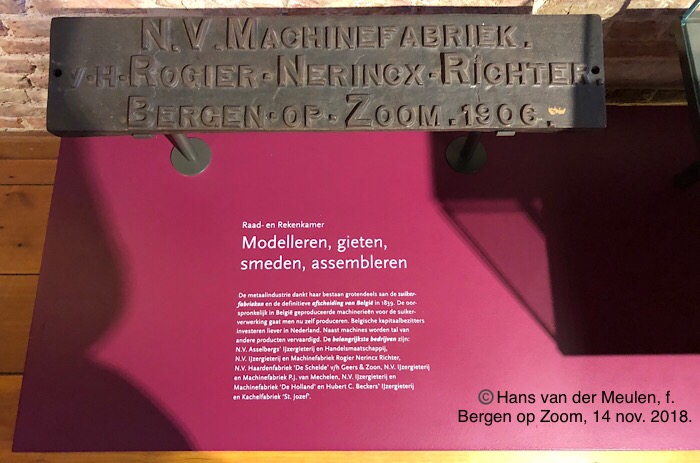 N.V. MACHINEFABRIEK.
V.H. ROGIER-NERINCX-RICHTER.
BERGEN-OP-ZOOM.1906.
Raad- en Rekenkamer
Modelleren, gieten,
smeden, assembleren
De metaalindustrie dankt haar bestaan grotendeels aan de suiker-
fabrieken en de definitieve afscheiding van België in 1839. De oor-
spronkelijk in België geproduceerde machinerieën voor de suiker-
verwerking gaat men nu zelf produceren. Belgische kapitaalbezitters
investeren liever in Nederland. Naast machines worden tal van
andere producten vervaardigd. De belangrijkste bedrijven zijn:
N.V. Asselbergs' IJzergieterij en Handelsmaatschappij,
N.V. IJzergieterij en Machinefabriek Rogier Nerincx Richter,
N.V. Haardenfabriek 'De Schelde' v/h Geers & Zoon, N.V. IJzergieterij
en Machinefabriek P.J. van Mechelen, N.V. IJzergieterij en
Machinefabriek 'De Holland' en Hubert C. Beckers' IJzergieterij
en Kachelfabriek 'St. Jozef'.
©Hans van der Meulen, f.
Bergen op Zoom, 14 nov. 2018.